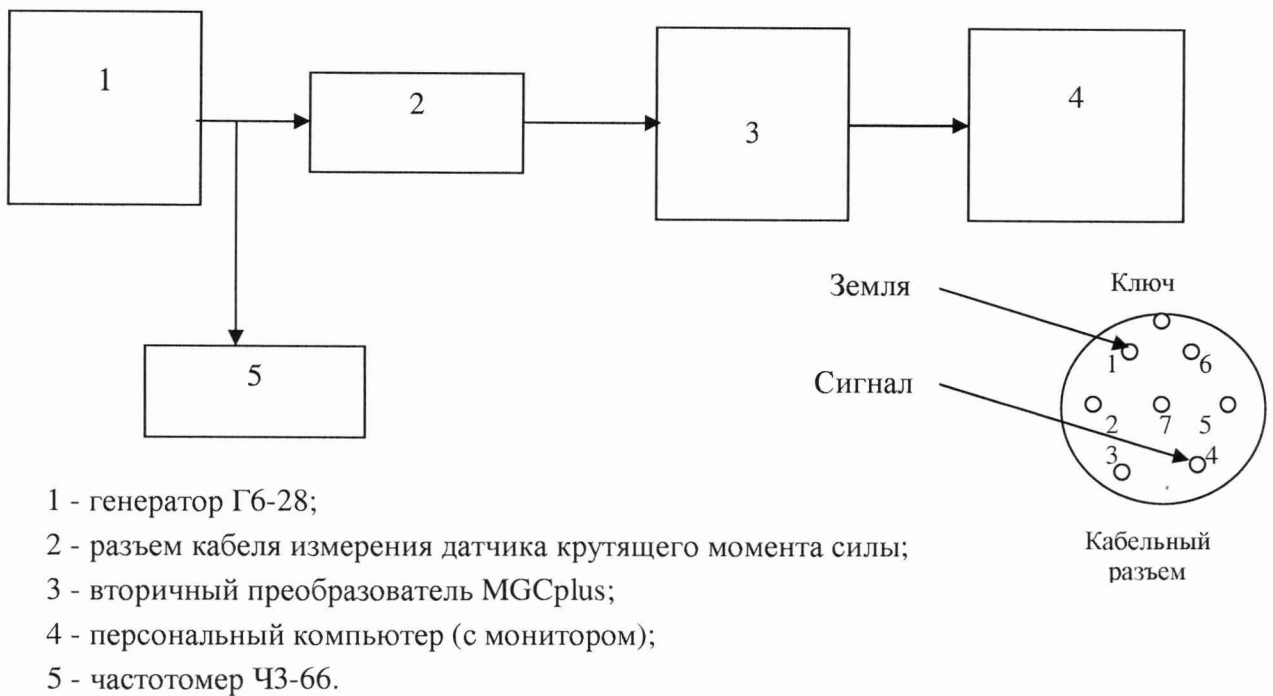 1
2
3
4
5
Земля
Ключ
Сигнал
1
6
2
7
5
3
4
Кабельный
разъем
1 - генератор Г6-28;
2 - разъем кабеля измерения датчика крутящего момента силы;
3 - вторичный преобразователь MGCplus;
4 - персональный компьютер (с монитором);
5 - частотомер ЧЗ-66.